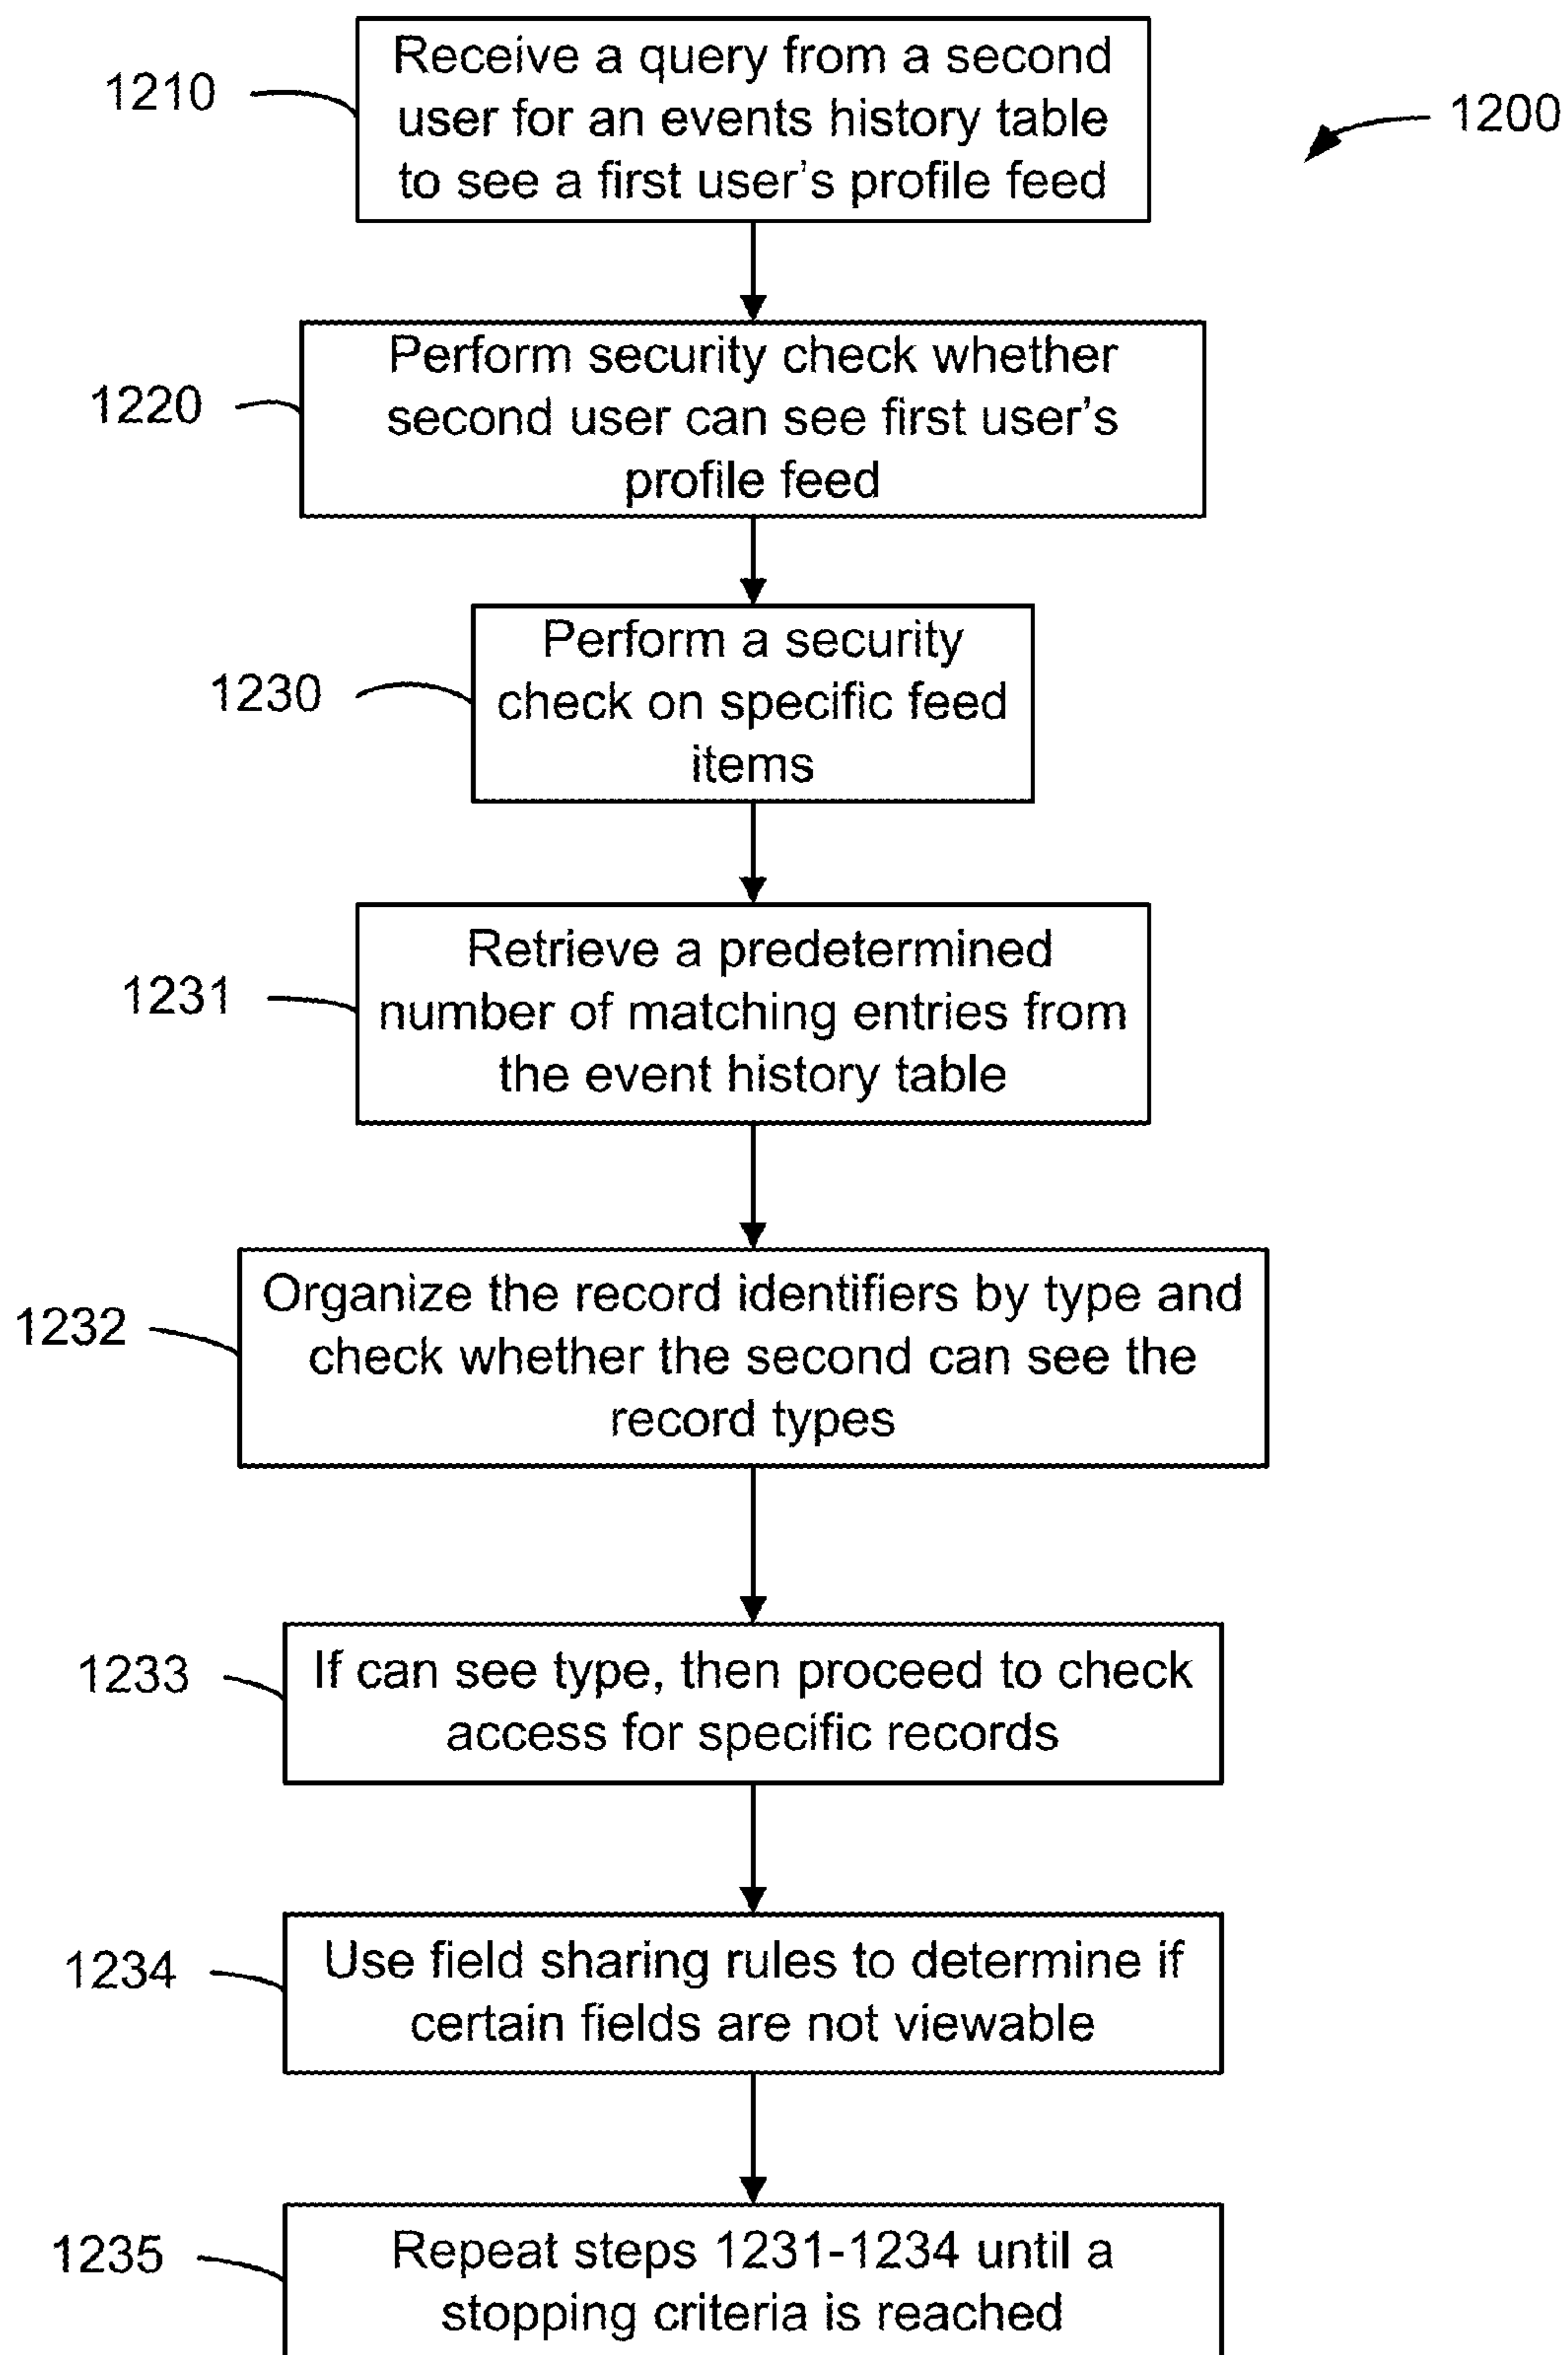 1210
Receive a query from a second
user for an events history table
to see a first user's profile feed
1200
1220
Perform security check whether
second user can see first user's
profile feed
1230
Perform a security
check on specific feed
items
1231
Retrieve a predetermined
number of matching entries from
the event history table
1232
Organize the record identifiers by type and
check whether the second can see the
record types
1233
If can see type, then proceed to check
access for specific records
1234
Use field sharing rules to determine if
certain fields are not viewable
1235
Repeat steps 1231-1234 until a
stopping criteria is reached